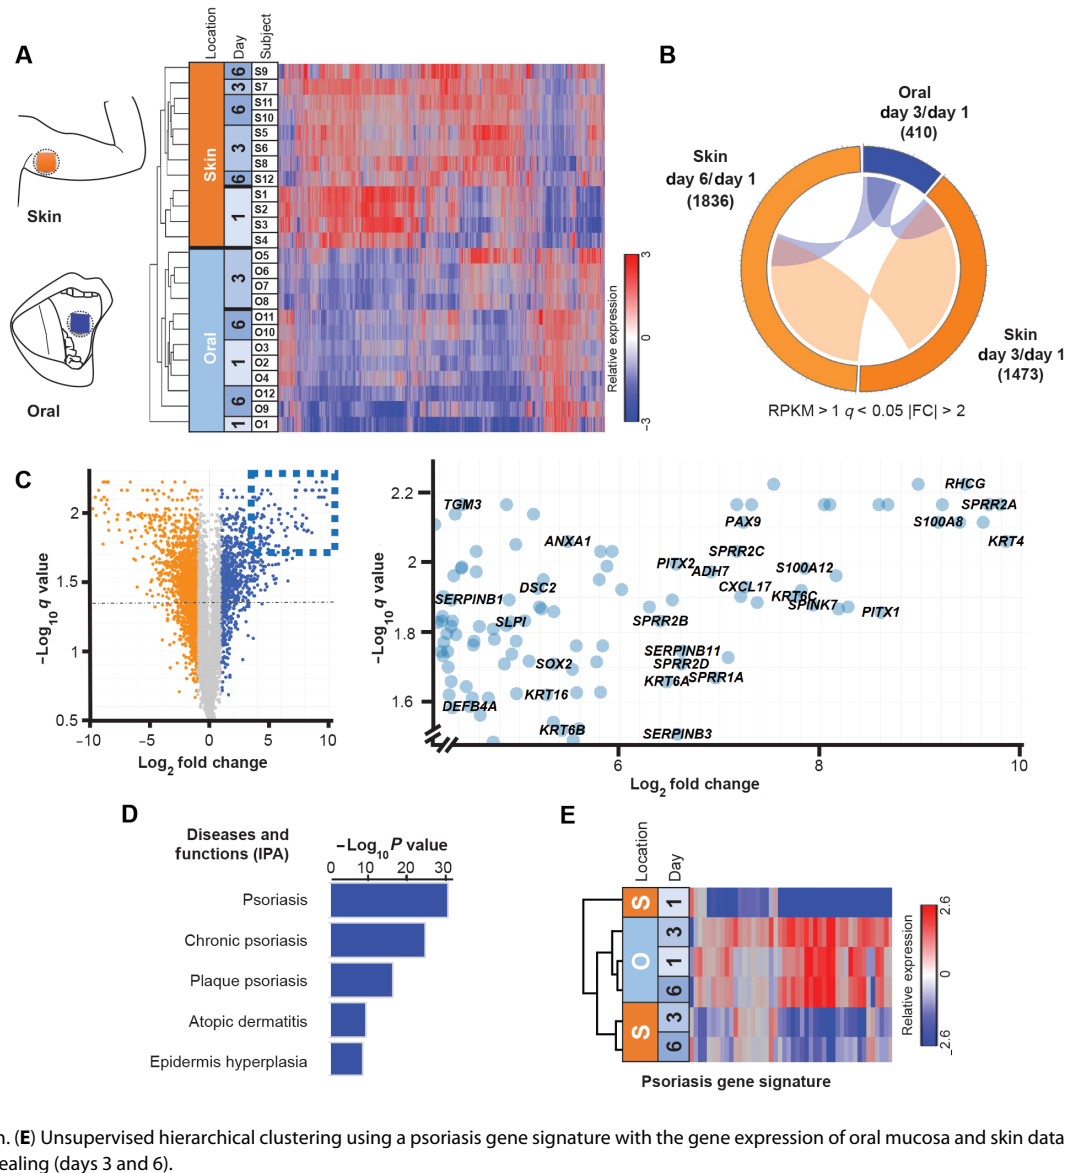 A
Location
Day
Subject
Skin
Oral
Skin
Oral
6
3
6
3
6
1
3
6
1
6
1
S9
S7
S11
S10
S5
S6
S8
S12
S1
S2
S3
S4
O5
O6
O7
O8
O11
O10
O3
O2
O4
O12
O9
O1
Relative expression
3
0
−3
B
Oral
day 3/day 1
(410)
Skin
day 6/day 1
(1836)
Skin
day 3/day 1
(1473)
RPKM > 1 q < 0.05 |FC| > 2
C
−Log10 q value
2
1.5
1
0.5
−10 −5 0 5 10
Log2 fold change
−Log10 q value
2.2
2
1.8
1.6
TGM3
RHCG
SPRR2A
PAX9
S100A8
ANXA1
SPRR2C
KRT4
PITX2
ADH7
S100A12
DSC2
CXCL17
KRT6C
SERPINB1
SPINK7
PITX1
SLPI
SPRR2B
SERPINB11
SOX2
SPRR2D
KRT6A
SPRR1A
KRT16
DEFB4A
KRT6B
SERPINB3
6 8 10
Log2 fold change
D
Diseases and
functions (IPA)
−Log10 P value
0 10 20 30
Psoriasis
Chronic psoriasis
Plaque psoriasis
Atopic dermatitis
Epidermis hyperplasia
E
Location
Day
S
O
S
1
3
1
6
3
6
Relative expression
2.6
0
−2.6
Psoriasis gene signature
n. (E) Unsupervised hierarchical clustering using a psoriasis gene signature with the gene expression of oral mucosa and skin data
ealing (days 3 and 6).